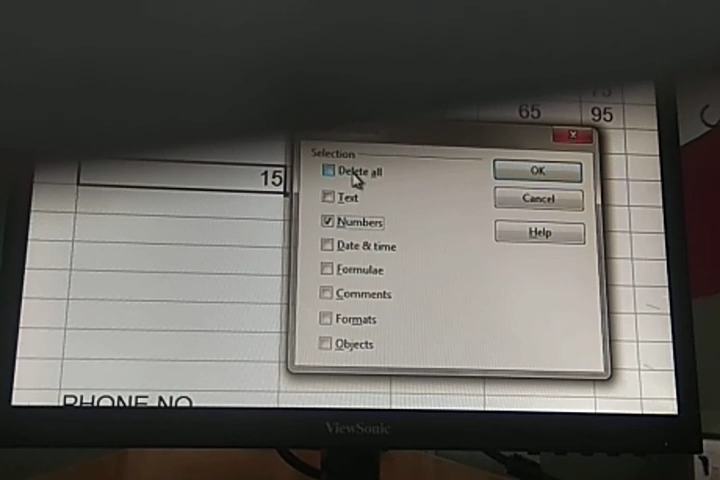 75
65 95
Selection
Delete all
OK
15
Text
Cancel
Numbers
Help
Date & time
Formulae
Comments
Formats
Objects
PHONE NO
ViewSonic